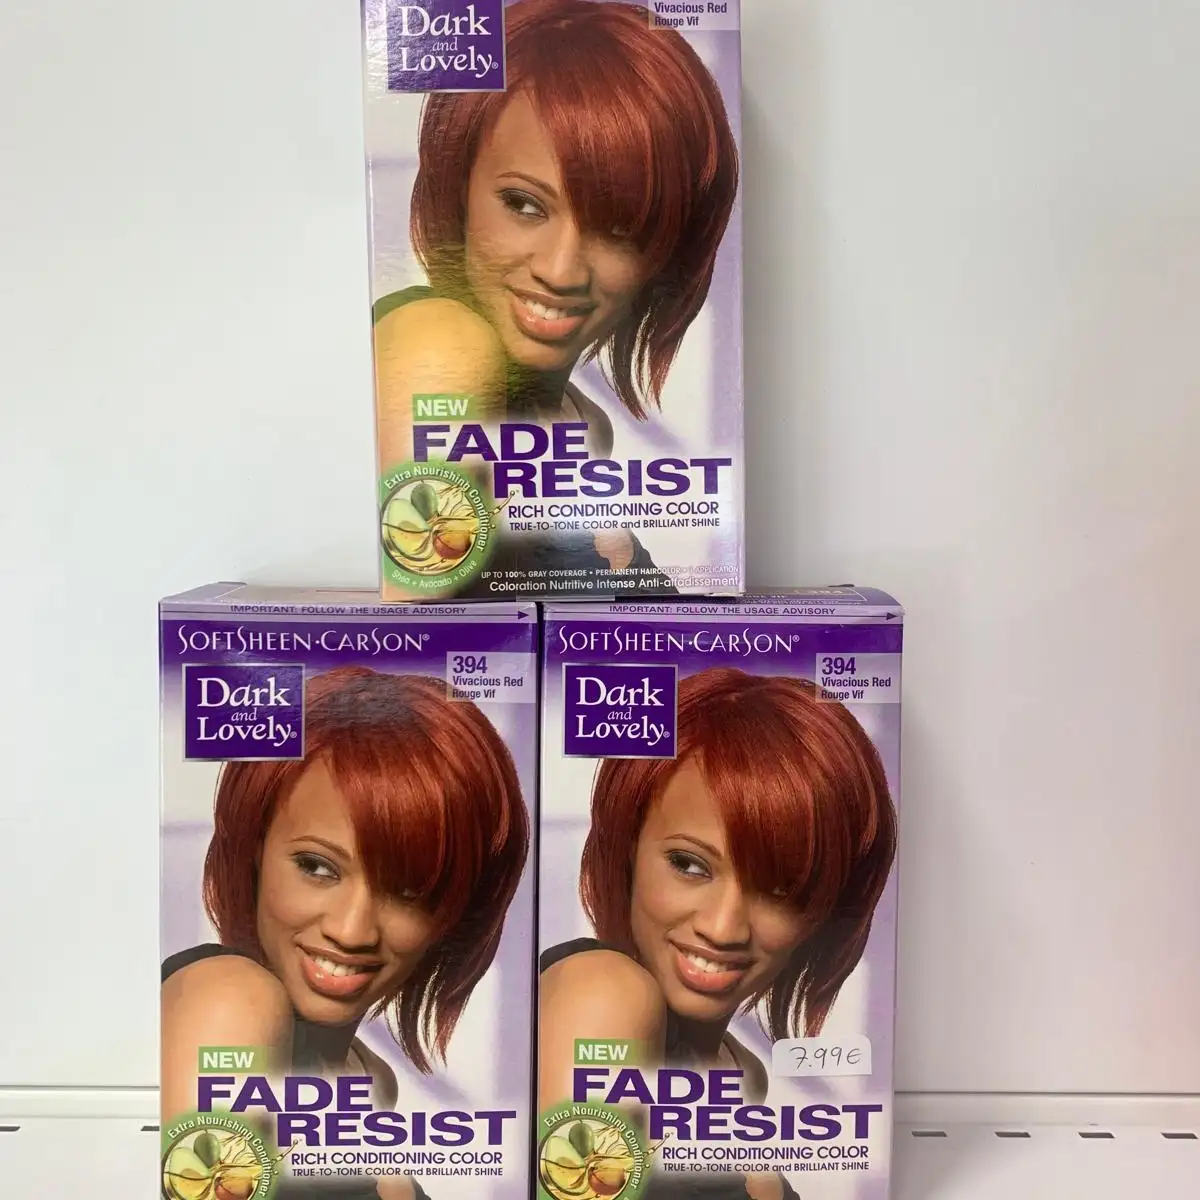 Dark
and
Lovely®
Vivacious Red
Rouge Vif
NEW
FADE
RESIST
Extra Nourishing Conditioner
Shea + Avocado + Olive
RICH CONDITIONING COLOR
TRUE-TO-TONE COLOR and BRILLIANT SHINE
UP TO 100% GRAY COVERAGE • PERMANENT HAIRCOLOR • 1 APPLICATION
Coloration Nutritive Intense Anti-affadissement
IMPORTANT: FOLLOW THE USAGE ADVISORY
SOFTSHEEN·CARSON®
394
Vivacious Red
Rouge Vif
Dark
and
Lovely®
NEW
FADE
RESIST
Extra Nourishing Conditioner
RICH CONDITIONING COLOR
TRUE-TO-TONE COLOR and BRILLIANT SHINE
IMPORTANT: FOLLOW THE USAGE ADVISORY
SOFTSHEEN·CARSON®
394
Vivacious Red
Rouge Vif
Dark
and
Lovely®
7.99€
NEW
FADE
RESIST
Extra Nourishing Conditioner
RICH CONDITIONING COLOR
TRUE-TO-TONE COLOR and BRILLIANT SHINE